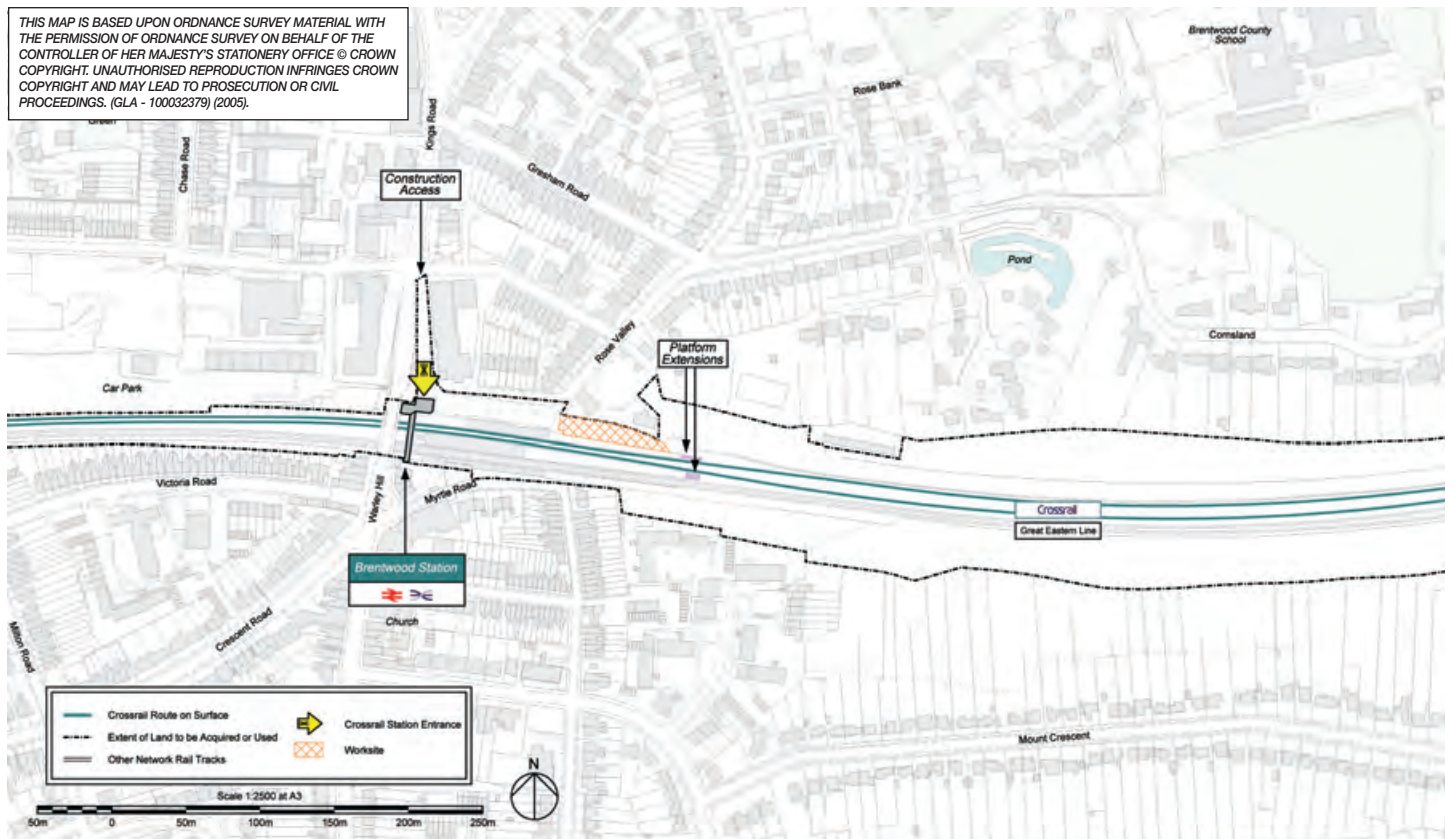 THIS MAP IS BASED UPON ORDNANCE SURVEY MATERIAL WITH
THE PERMISSION OF ORDNANCE SURVEY ON BEHALF OF THE
CONTROLLER OF HER MAJESTY'S STATIONERY OFFICE © CROWN
COPYRIGHT. UNAUTHORISED REPRODUCTION INFRINGES CROWN
COPYRIGHT AND MAY LEAD TO PROSECUTION OR CIVIL
PROCEEDINGS. (GLA - 100032379) (2005).
Brentwood County
School
Rose Bank
Green
Kings Road
Chase Road
Gresham Road
Construction
Access
Pond
Rose Valley
Platform
Extensions
Cornsland
Car Park
Victoria Road
Warley Hill
Myrtle Road
Crossrail
Great Eastern Line
Brentwood Station
Church
Crescent Road
Milton Road
Mount Crescent
Crossrail Route on Surface
Extent of Land to be Acquired or Used
Other Network Rail Tracks
Crossrail Station Entrance
Worksite
Scale 1:2500 at A3
N
50m 0 50m 100m 150m 200m 250m